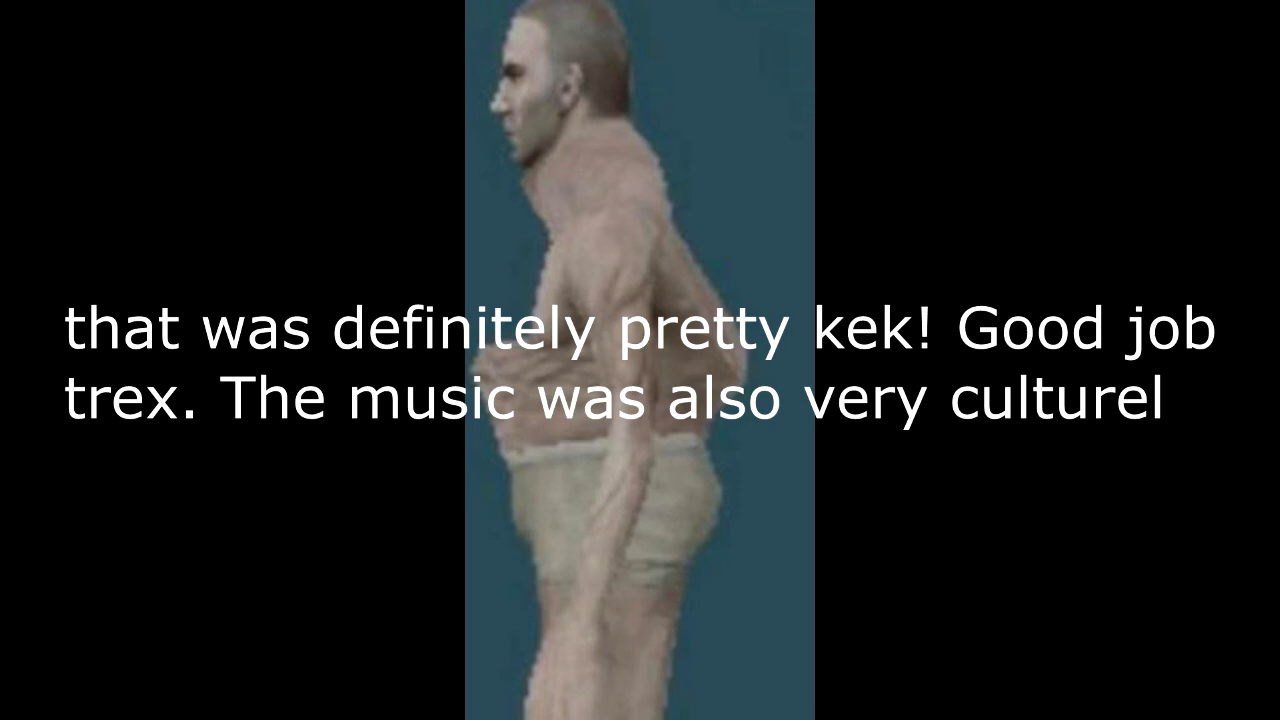 that was definitely pretty kek! Good job
trex. The music was also very culturel